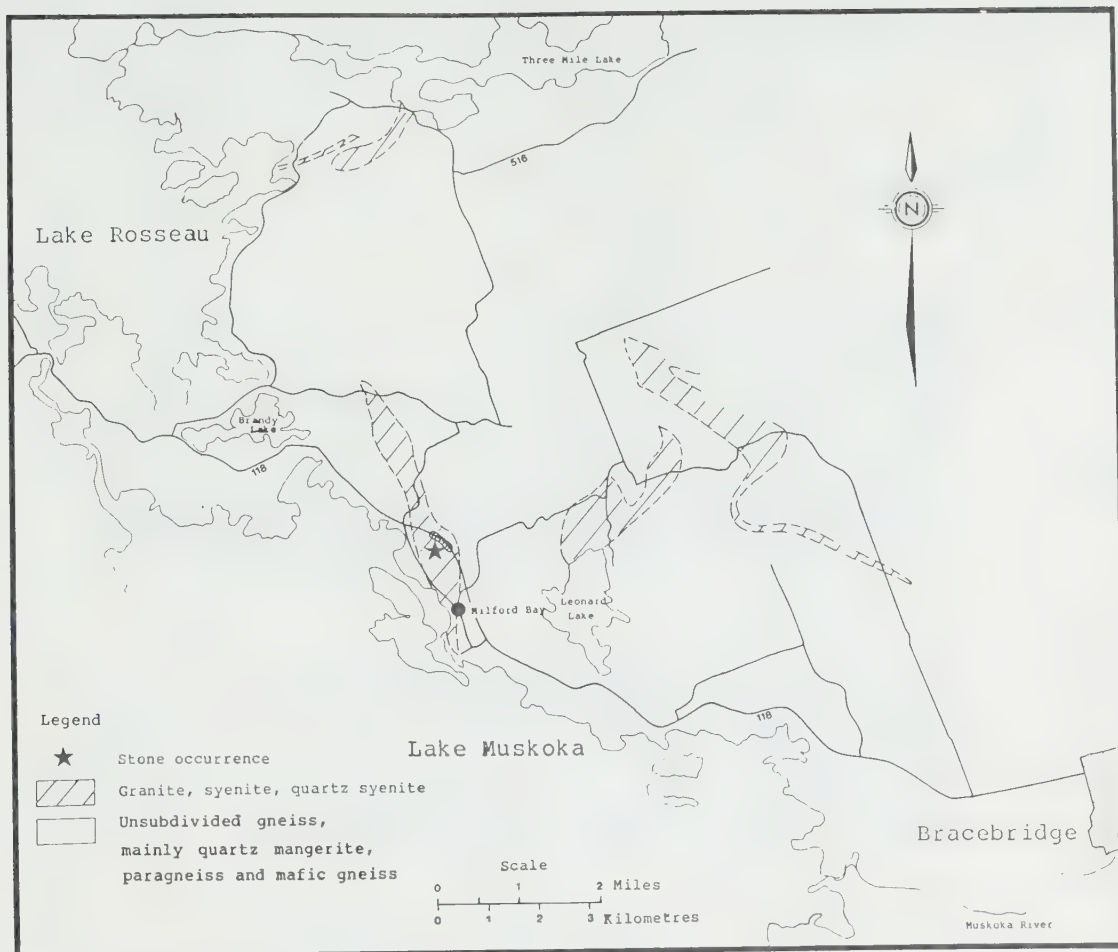 Three Mile Lake
516
N
Lake Rosseau
Brandy
Lake
118
Milford Bay
Leonard
Lake
118
Lake Muskoka
Bracebridge
Muskoka River
Legend
Stone occurrence
Granite, syenite, quartz syenite
Unsubdivided gneiss,
mainly quartz mangerite,
paragneiss and mafic gneiss
Scale
0 1 2 Miles
0 1 2 3 Kilometres